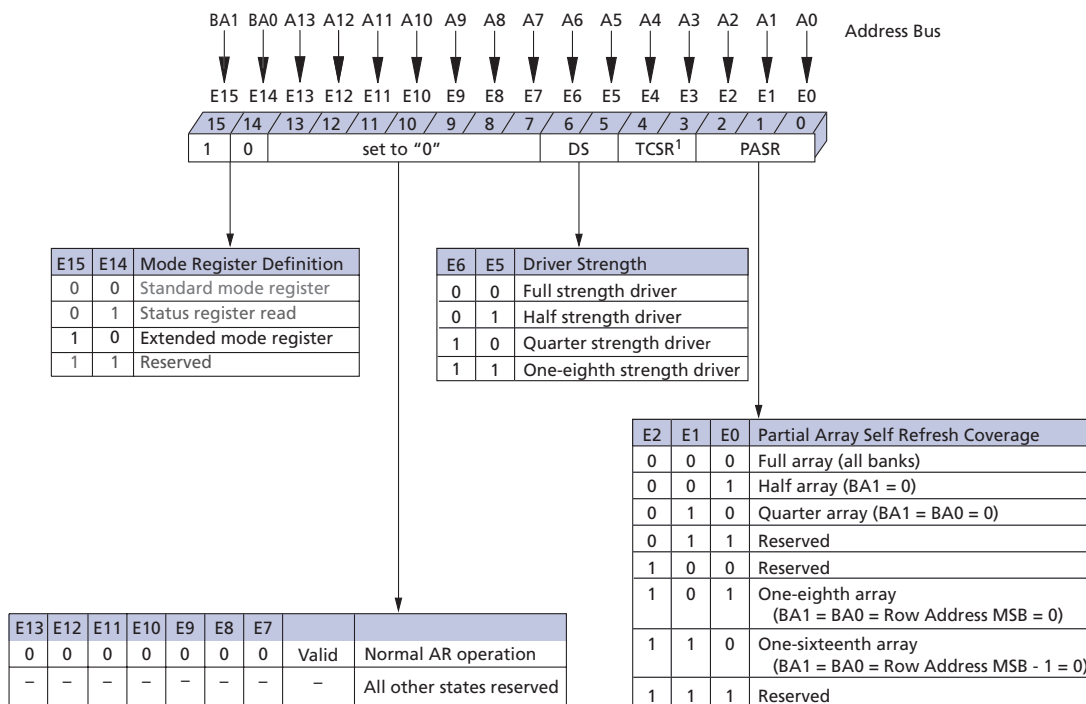 BA1 BA0 A13 A12 A11 A10 A9 A8 A7 A6 A5 A4 A3 A2 A1 A0
Address Bus
E15 E14 E13 E12 E11 E10 E9 E8 E7 E6 E5 E4 E3 E2 E1 E0
15 14 13 12 11 10 9 8 7 6 5 4 3 2 1 0
1 0 set to “0” DS TCSR1 PASR
E15 E14 Mode Register Definition
0 0 Standard mode register
0 1 Status register read
1 0 Extended mode register
1 1 Reserved
E6 E5 Driver Strength
0 0 Full strength driver
0 1 Half strength driver
1 0 Quarter strength driver
1 1 One-eighth strength driver
E2 E1 E0 Partial Array Self Refresh Coverage
0 0 0 Full array (all banks)
0 0 1 Half array (BA1 = 0)
0 1 0 Quarter array (BA1 = BA0 = 0)
0 1 1 Reserved
1 0 0 Reserved
1 0 1 One-eighth array
(BA1 = BA0 = Row Address MSB = 0)
1 1 0 One-sixteenth array
(BA1 = BA0 = Row Address MSB - 1 = 0)
1 1 1 Reserved
E13 E12 E11 E10 E9 E8 E7
0 0 0 0 0 0 0 Valid Normal AR operation
– – – – – – – – All other states reserved